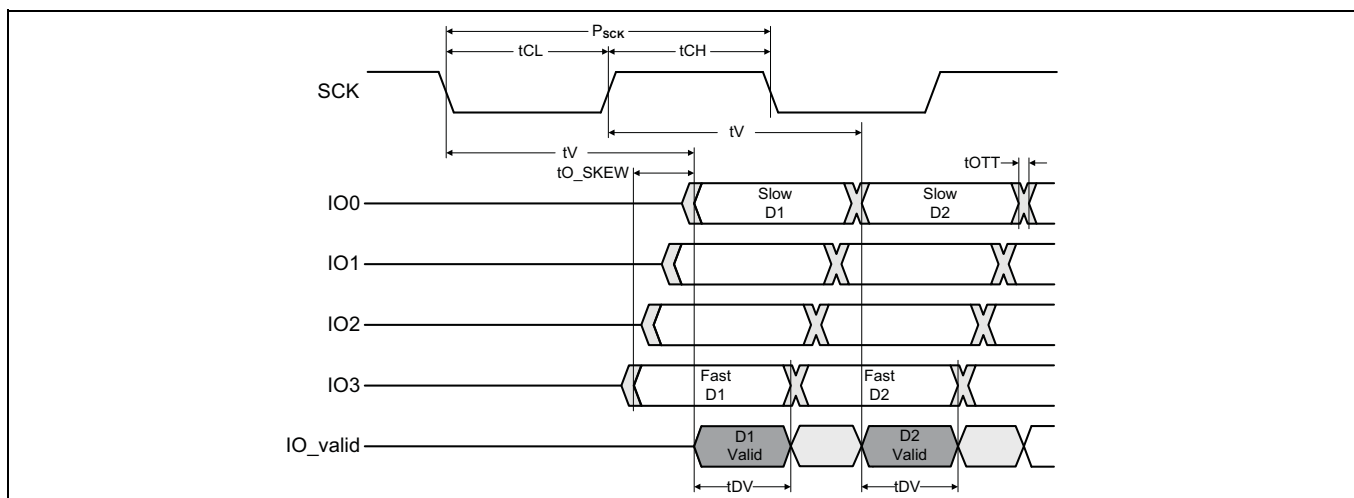 PSCK
tCL
tCH
SCK
tV
tV
tO_SKEW
tOTT
IO0
Slow
D1
Slow
D2
IO1
IO2
IO3
Fast
D1
Fast
D2
IO_valid
D1
Valid
D2
Valid
tDV
tDV